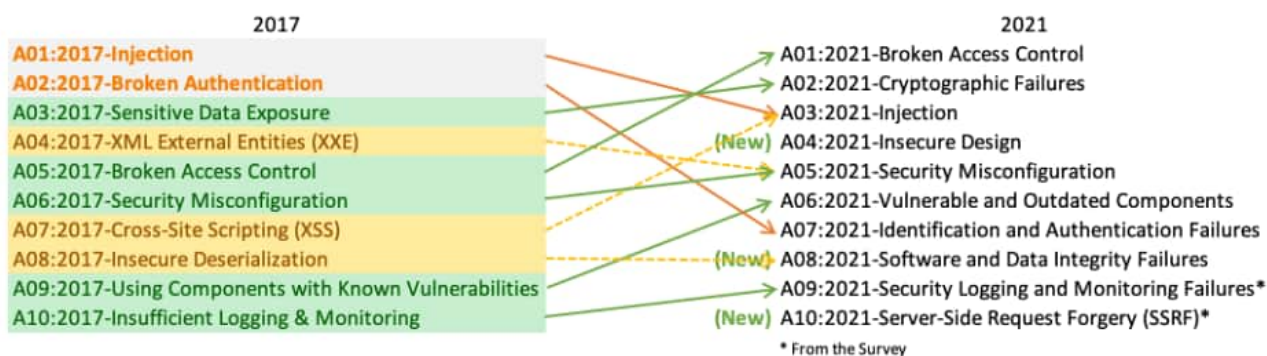 2017
A01:2017-Injection
A02:2017-Broken Authentication
A03:2017-Sensitive Data Exposure
A04:2017-XML External Entities (XXE)
A05:2017-Broken Access Control
A06:2017-Security Misconfiguration
A07:2017-Cross-Site Scripting (XSS)
A08:2017-Insecure Deserialization
A09:2017-Using Components with Known Vulnerabilities
A10:2017-Insufficient Logging & Monitoring
2021
A01:2021-Broken Access Control
A02:2021-Cryptographic Failures
A03:2021-Injection
(New) A04:2021-Insecure Design
A05:2021-Security Misconfiguration
A06:2021-Vulnerable and Outdated Components
A07:2021-Identification and Authentication Failures
(New) A08:2021-Software and Data Integrity Failures
A09:2021-Security Logging and Monitoring Failures*
(New) A10:2021-Server-Side Request Forgery (SSRF)*
* From the Survey